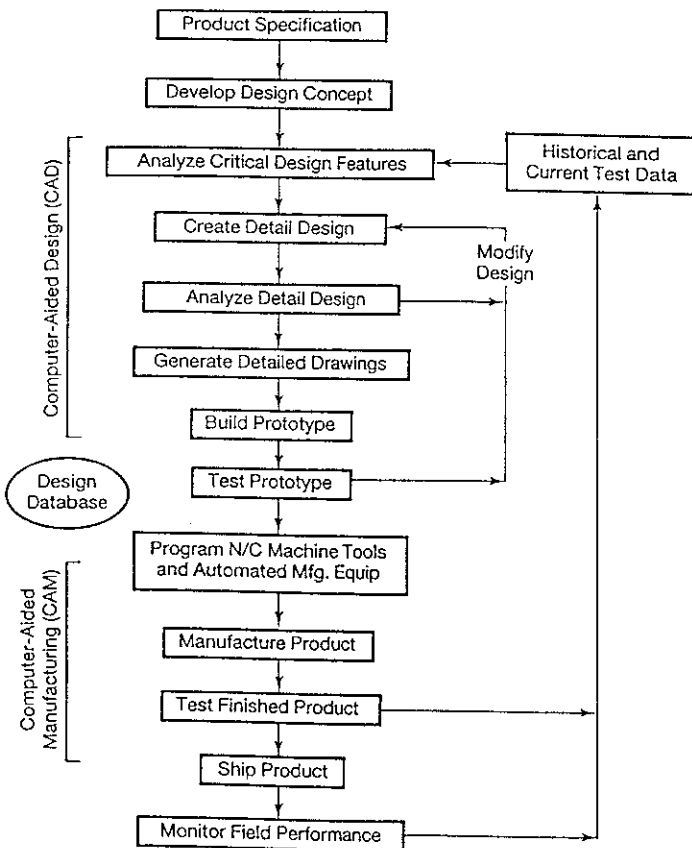 Product Specification
Develop Design Concept
Analyze Critical Design Features
Historical and
Current Test Data
Create Detail Design
Modify
Design
Analyze Detail Design
Generate Detailed Drawings
Build Prototype
Computer-Aided Design (CAD)
Test Prototype
Design
Database
Program N/C Machine Tools
and Automated Mfg. Equip
Manufacture Product
Test Finished Product
Computer-Aided
Manufacturing (CAM)
Ship Product
Monitor Field Performance